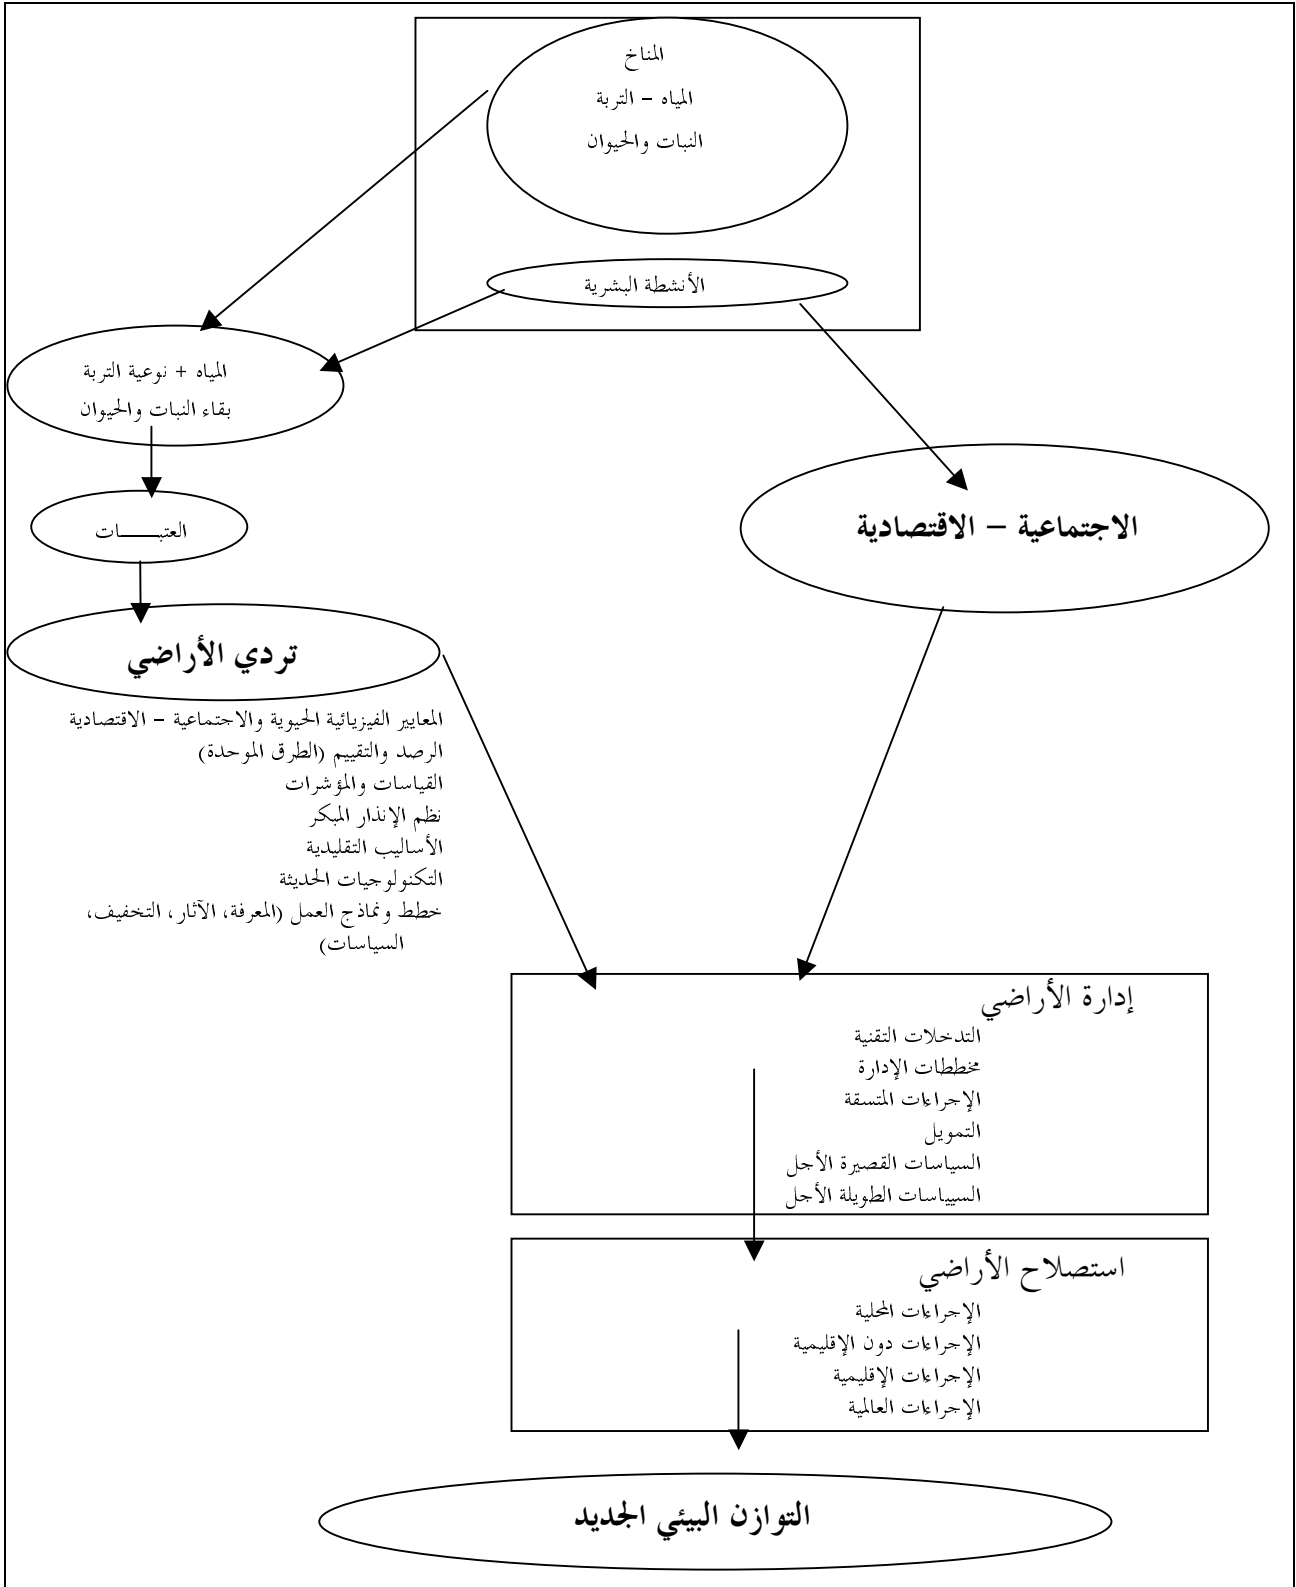 المناخ
المياه – التربة
النبات والحيوان
الأنشطة البشرية
المياه + نوعية التربة
بقاء النبات والحيوان
العتبـــــات
الاجتماعية – الاقتصادية
تردي الأراضي
المعايير الفيزيائية الحيوية والاجتماعية – الاقتصادية
الرصد والتقييم (الطرق الموحدة)
القياسات والمؤشرات
نظم الإنذار المبكر
الأساليب التقليدية
التكنولوجيات الحديثة
خطط ونماذج العمل (المعرفة، الآثار، التخفيف،
السياسات)
إدارة الأراضي
التدخلات التقنية
مخططات الإدارة
الإجراءات المتسقة
التمويل
السياسات القصيرة الأجل
السيياسات الطويلة الأجل
استصلاح الأراضي
الإجراءات المحلية
الإجراءات دون الإقليمية
الإجراءات الإقليمية
الإجراءات العالمية
التوازن البيئي الجديد